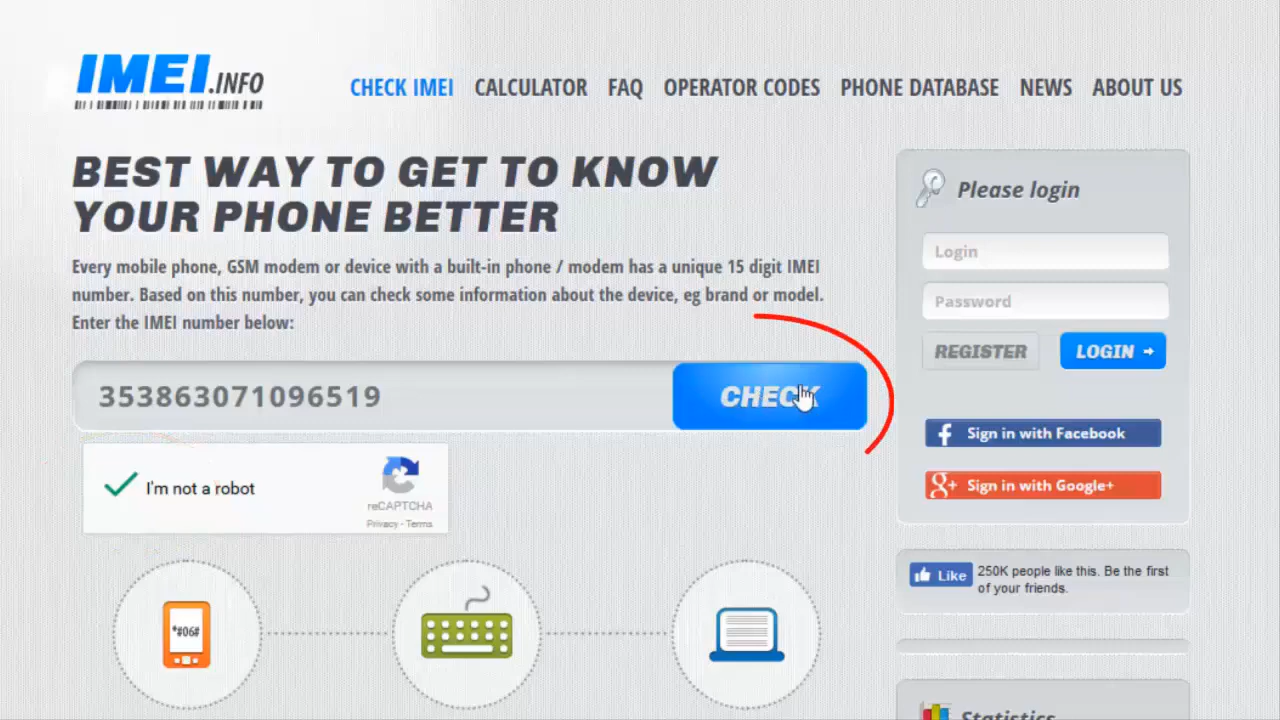 IMEI.INFO
CHECK IMEI CALCULATOR FAQ OPERATOR CODES PHONE DATABASE NEWS ABOUT US
BEST WAY TO GET TO KNOW
YOUR PHONE BETTER
Every mobile phone, GSM modem or device with a built-in phone / modem has a unique 15 digit IMEI
number. Based on this number, you can check some information about the device, eg brand or model.
Enter the IMEI number below:
353863071096519
CHECK
I'm not a robot
reCAPTCHA
Privacy - Terms
*#06#
Please login
Login
Password
REGISTER LOGIN
Sign in with Facebook
Sign in with Google+
Like 250K people like this. Be the first
of your friends.
Statistics